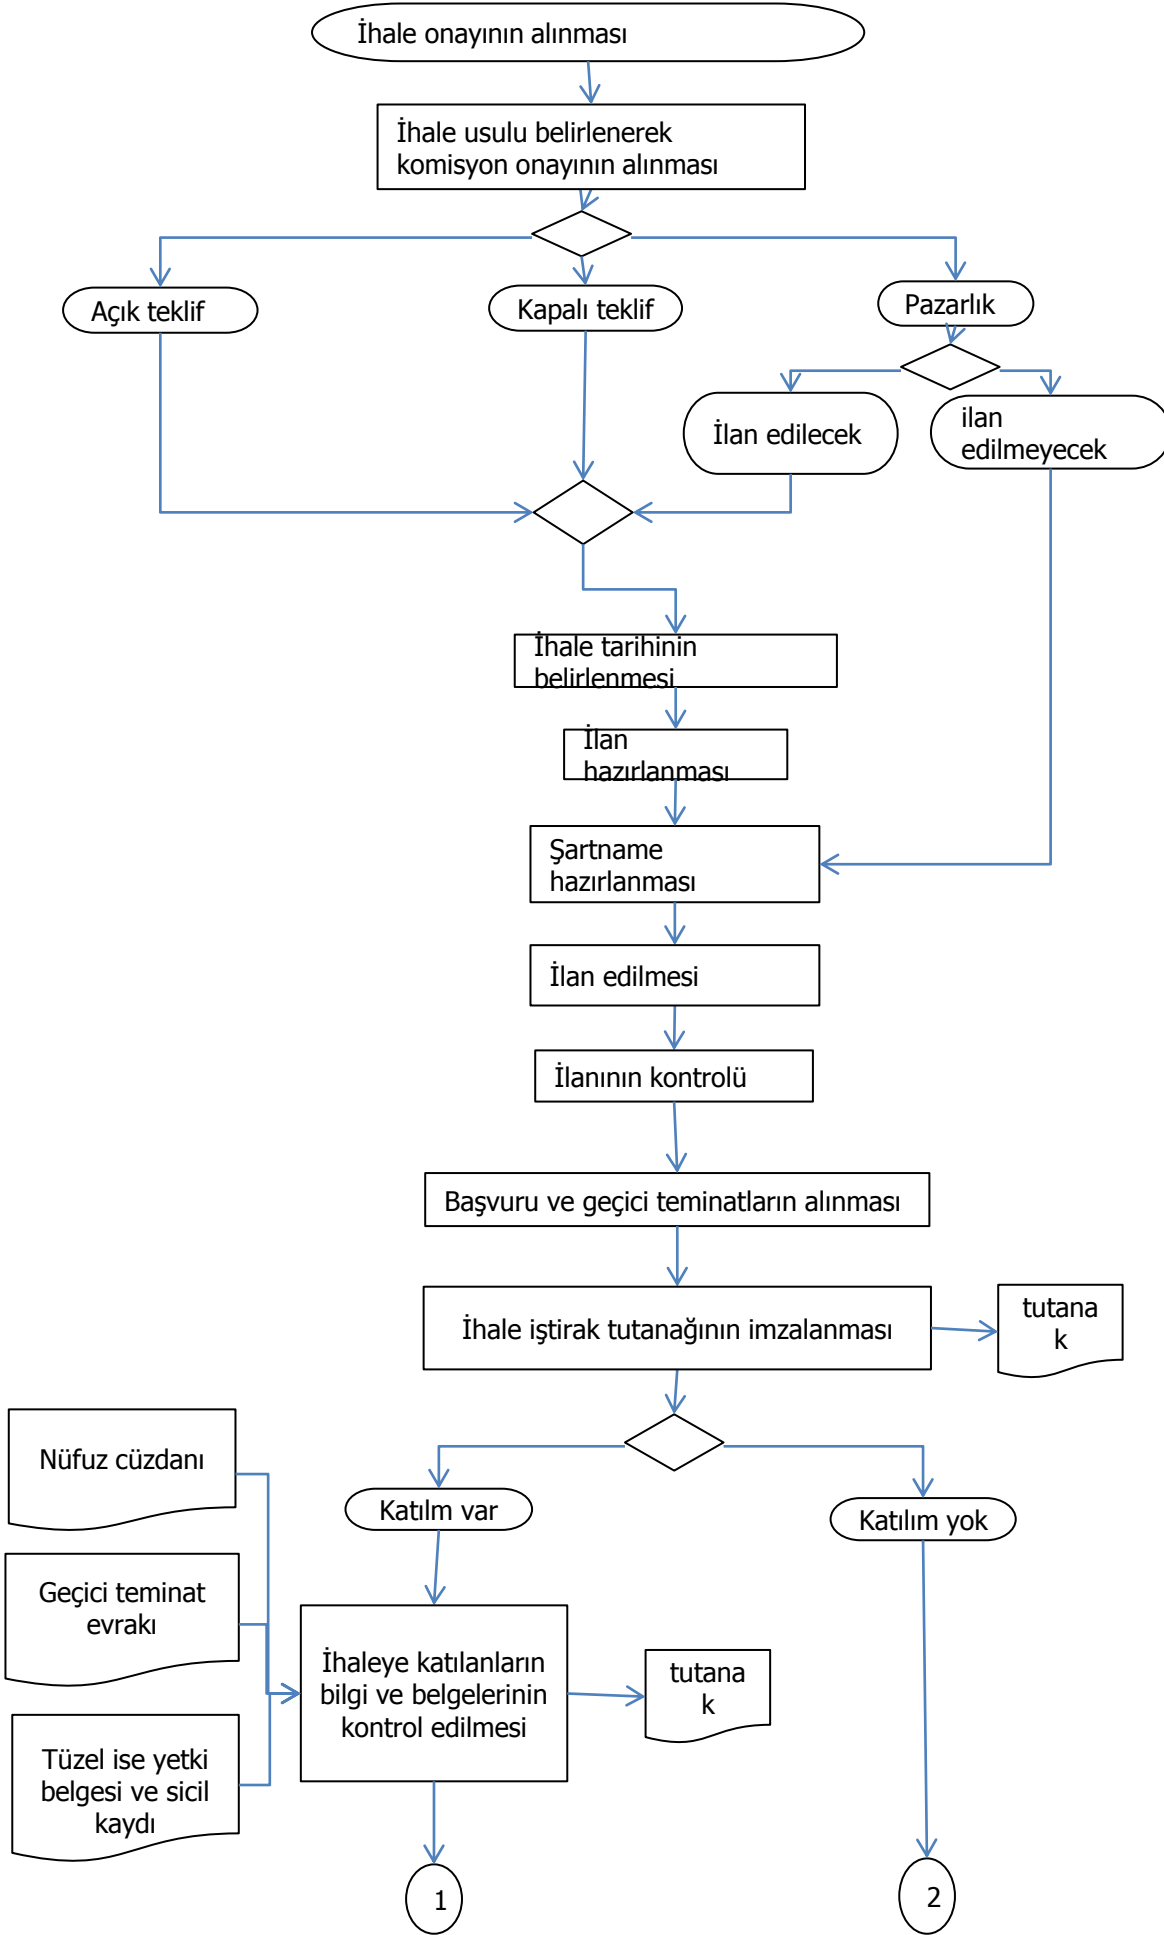 İhale onayının alınması
İhale usulu belirlenerek
komisyon onayının alınması
Açık teklif
Kapalı teklif
Pazarlık
İlan edilecek
ilan
edilmeyecek
İhale tarihinin
belirlenmesi
İlan
hazırlanması
Şartname
hazırlanması
İlan edilmesi
İlanının kontrolü
Başvuru ve geçici teminatların alınması
İhale iştirak tutanağının imzalanması
tutana
k
Nüfuz cüzdanı
Katılm var
Katılım yok
Geçici teminat
evrakı
İhaleye katılanların
bilgi ve belgelerinin
kontrol edilmesi
tutana
k
Tüzel ise yetki
belgesi ve sicil
kaydı
1
2